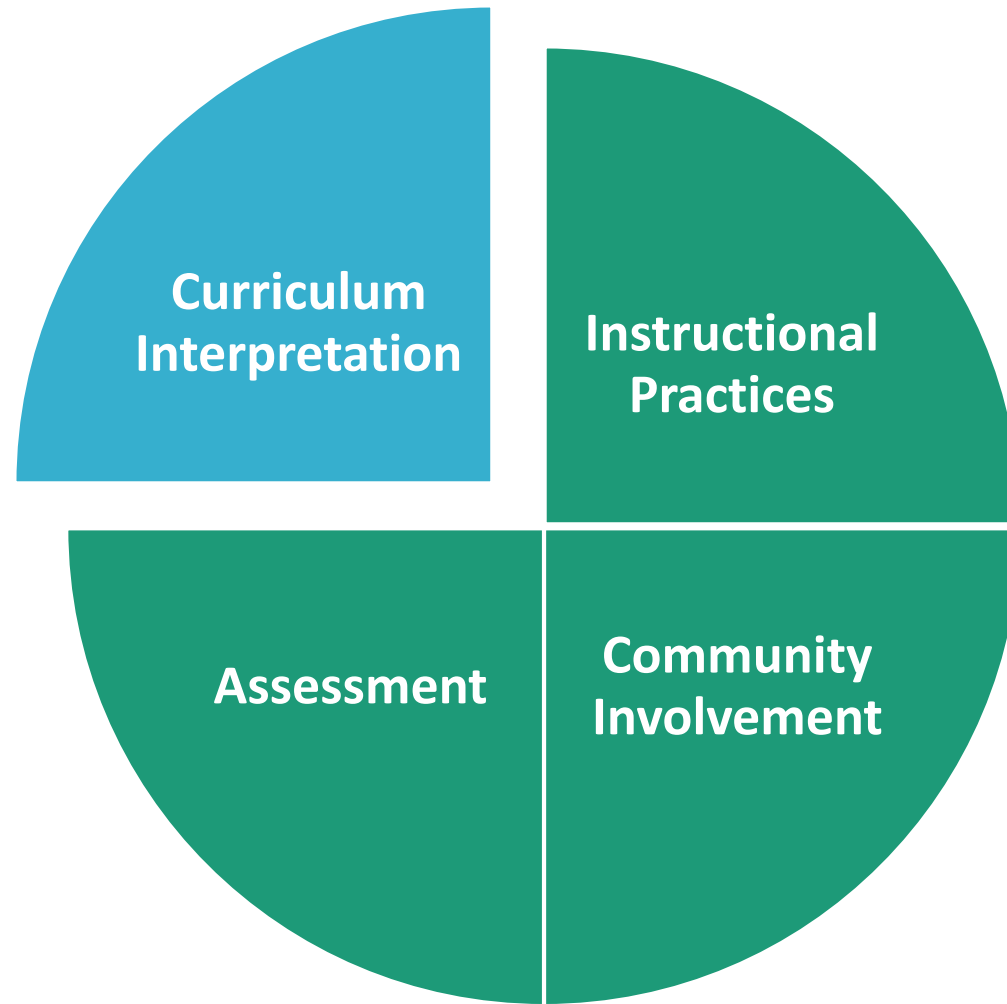 Curriculum
Interpretation
Instructional
Practices
Assessment
Community
Involvement